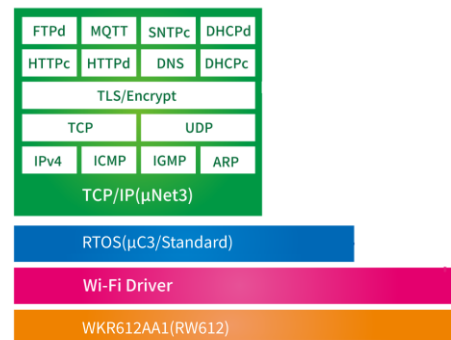 FTPd MQTT SNTPc DHCPd
HTTPc HTTPd DNS DHCPc
TLS/Encrypt
TCP UDP
IPv4 ICMP IGMP ARP
TCP/IP(μNet3)
RTOS(μC3/Standard)
Wi-Fi Driver
WKR612AA1(RW612)